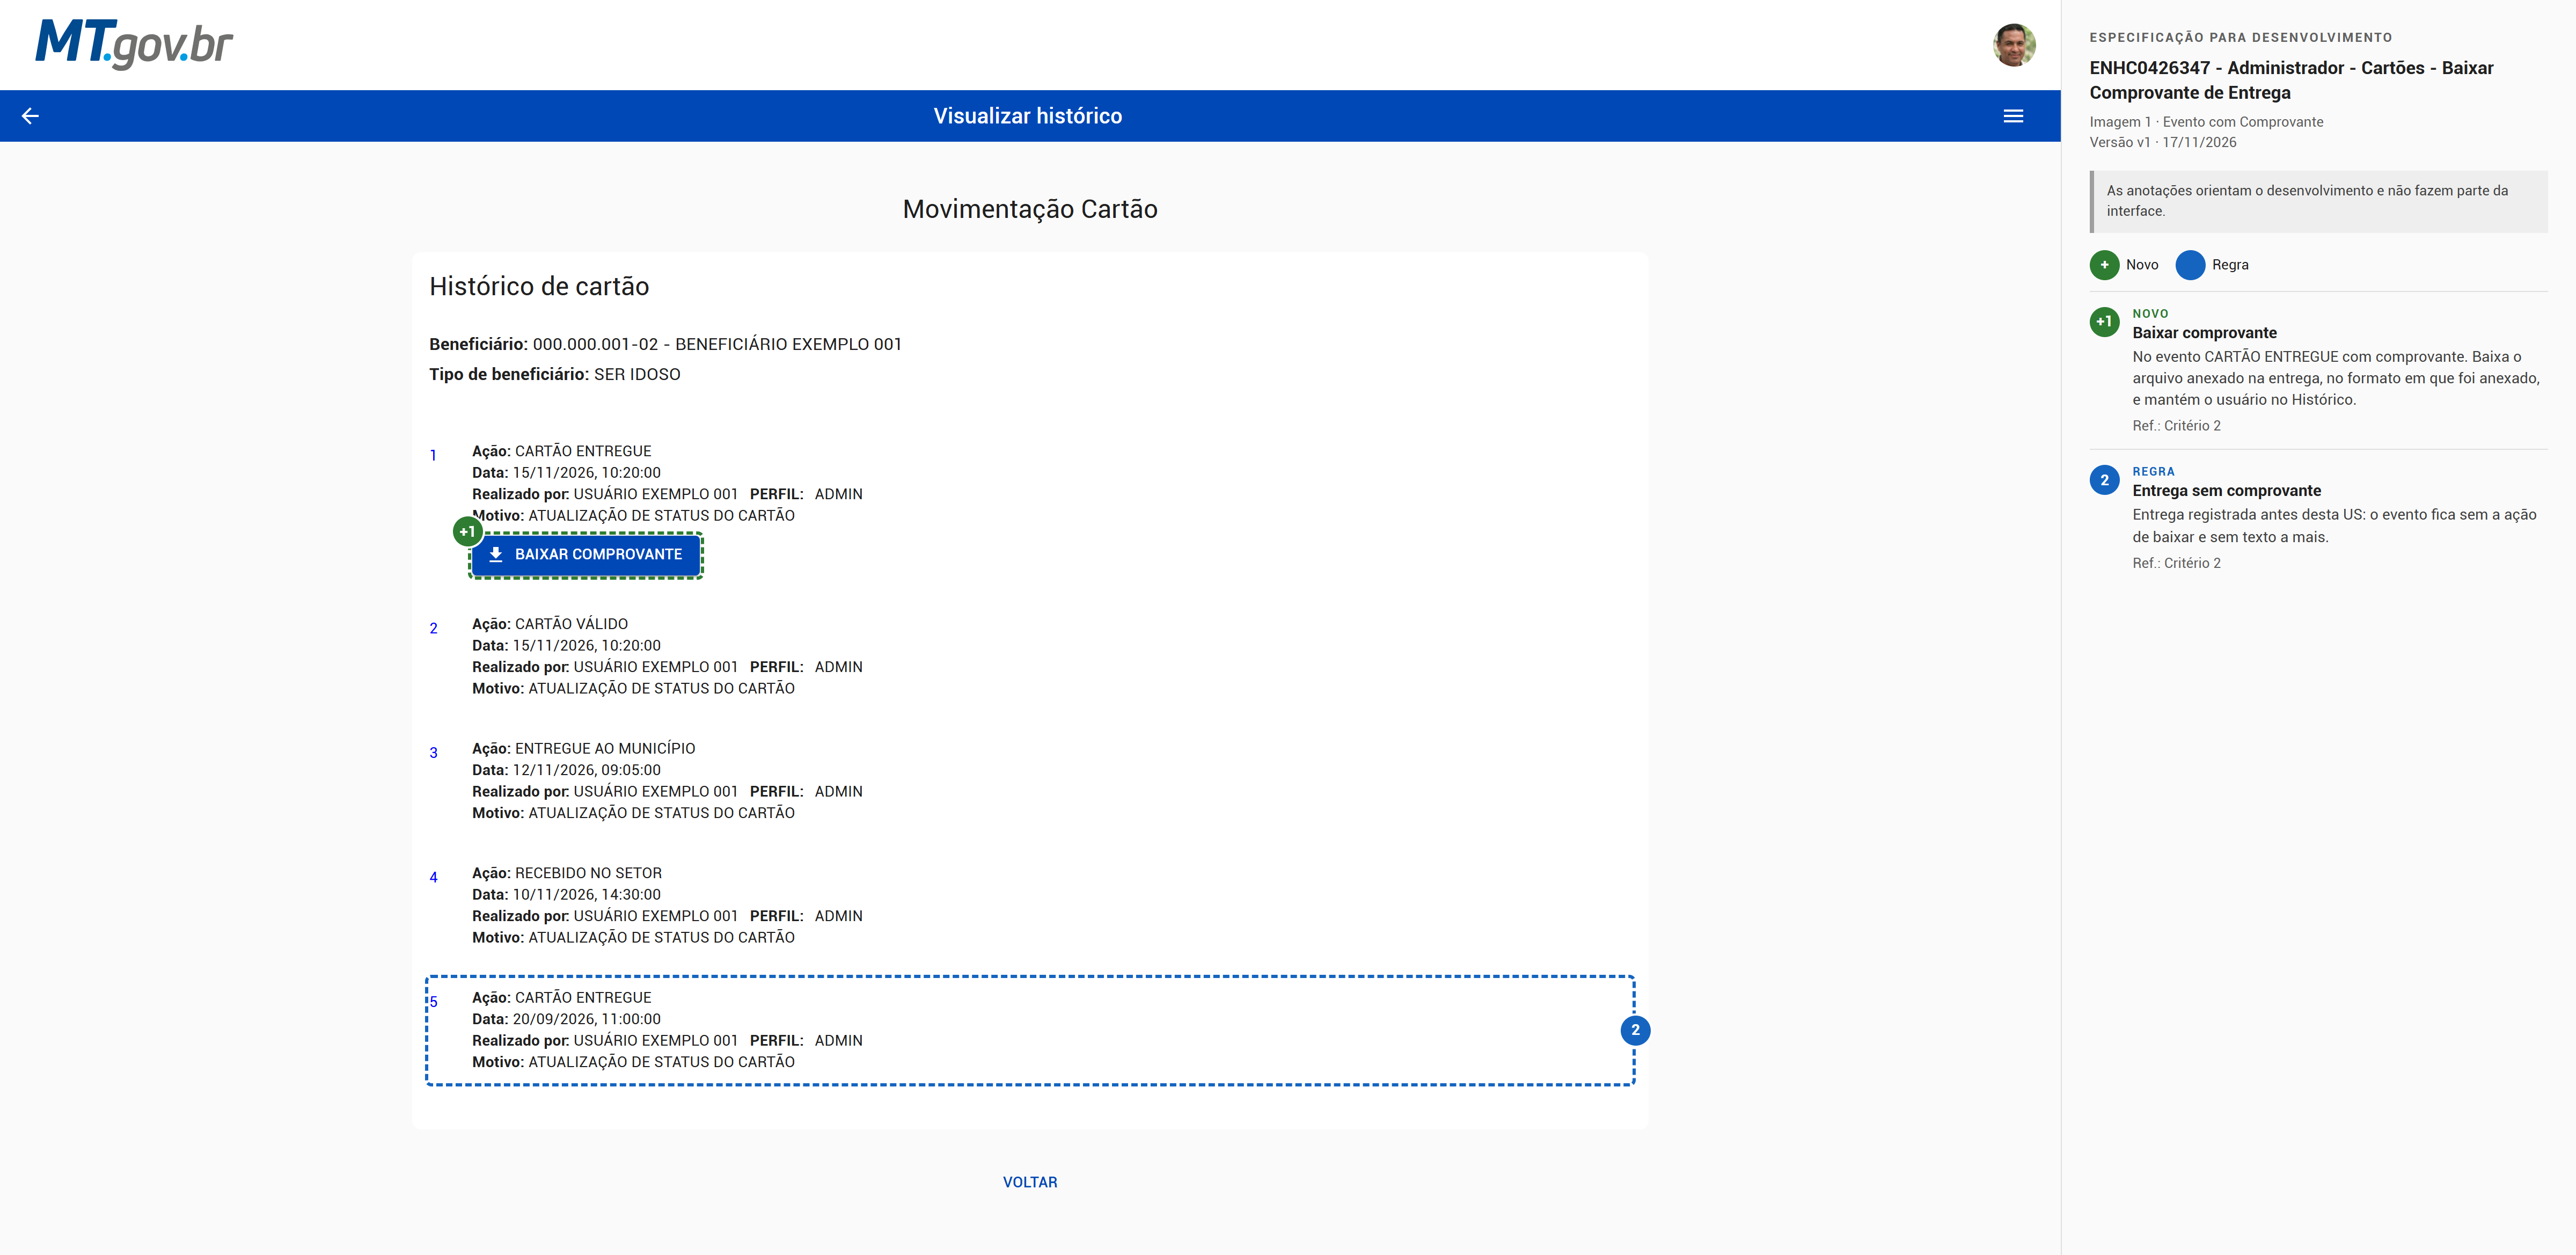 MT.gov.br
Visualizar histórico
Movimentação Cartão
Histórico de cartão
Beneficiário: 000.000.001-02 - BENEFICIÁRIO EXEMPLO 001
Tipo de beneficiário: SER IDOSO
1
Ação: CARTÃO ENTREGUE
Data: 15/11/2026, 10:20:00
Realizado por: USUÁRIO EXEMPLO 001 PERFIL: ADMIN
Motivo: ATUALIZAÇÃO DE STATUS DO CARTÃO
+1
BAIXAR COMPROVANTE
2
Ação: CARTÃO VÁLIDO
Data: 15/11/2026, 10:20:00
Realizado por: USUÁRIO EXEMPLO 001 PERFIL: ADMIN
Motivo: ATUALIZAÇÃO DE STATUS DO CARTÃO
3
Ação: ENTREGUE AO MUNICÍPIO
Data: 12/11/2026, 09:05:00
Realizado por: USUÁRIO EXEMPLO 001 PERFIL: ADMIN
Motivo: ATUALIZAÇÃO DE STATUS DO CARTÃO
4
Ação: RECEBIDO NO SETOR
Data: 10/11/2026, 14:30:00
Realizado por: USUÁRIO EXEMPLO 001 PERFIL: ADMIN
Motivo: ATUALIZAÇÃO DE STATUS DO CARTÃO
5
Ação: CARTÃO ENTREGUE
Data: 20/09/2026, 11:00:00
Realizado por: USUÁRIO EXEMPLO 001 PERFIL: ADMIN
Motivo: ATUALIZAÇÃO DE STATUS DO CARTÃO
2
VOLTAR
ESPECIFICAÇÃO PARA DESENVOLVIMENTO
ENHC0426347 - Administrador - Cartões - Baixar
Comprovante de Entrega
Imagem 1 · Evento com Comprovante
Versão v1 · 17/11/2026
As anotações orientam o desenvolvimento e não fazem parte da
interface.
+ Novo
Regra
+1
NOVO
Baixar comprovante
No evento CARTÃO ENTREGUE com comprovante. Baixa o
arquivo anexado na entrega, no formato em que foi anexado,
e mantém o usuário no Histórico.
Ref.: Critério 2
2
REGRA
Entrega sem comprovante
Entrega registrada antes desta US: o evento fica sem a ação
de baixar e sem texto a mais.
Ref.: Critério 2